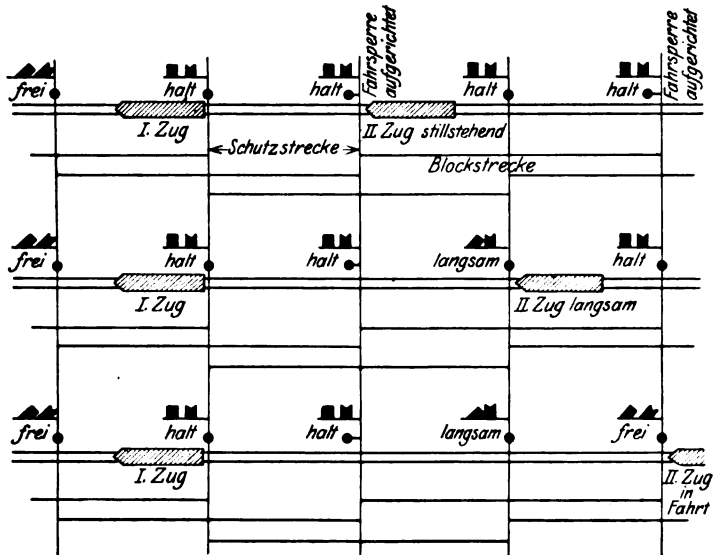 Fahrsperre
aufgerichtet
Fahrsperre
aufgerichtet
frei halt halt halt halt
I. Zug II. Zug stillstehend
Schutzstrecke
Blockstrecke
frei halt halt langsam halt
I. Zug II. Zug langsam
frei halt halt langsam frei
I. Zug II. Zug
in
Fahrt